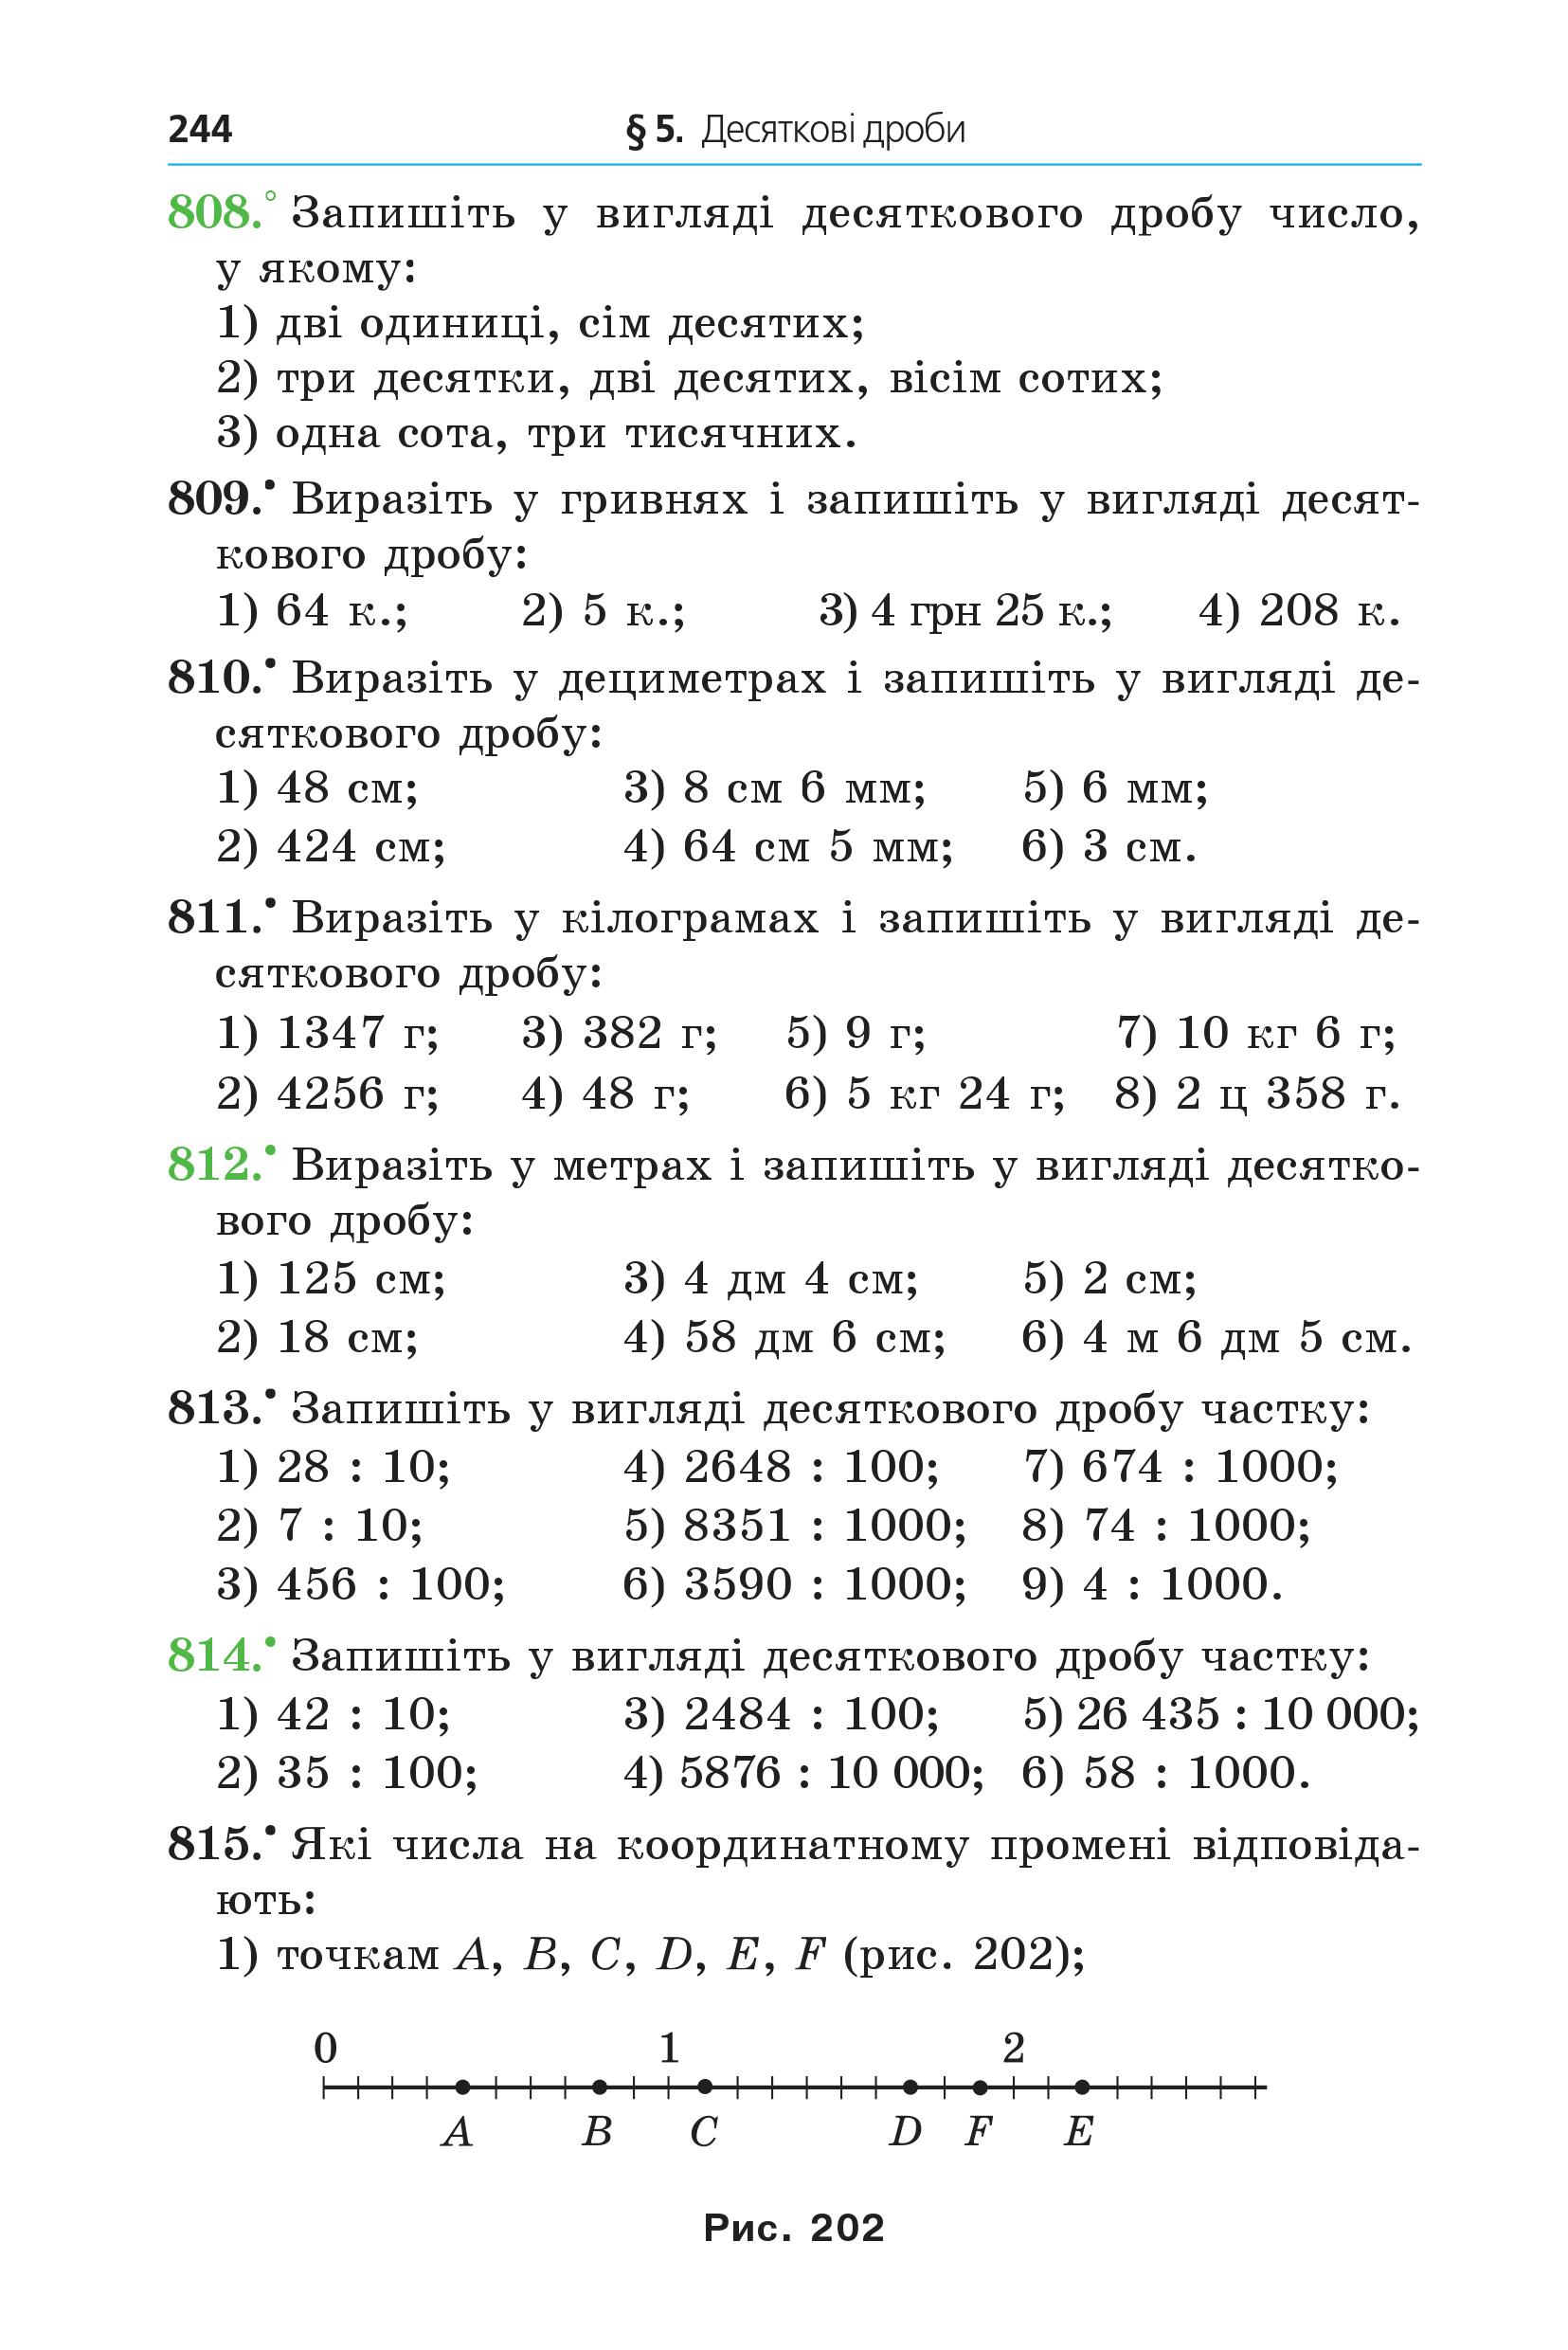 244 § 5. Десяткові дроби
808.° Запишіть у вигляді десяткового дробу число,
у якому:
1) дві одиниці, сім десятих;
2) три десятки, дві десятих, вісім сотих;
3) одна сота, три тисячних.
809.• Виразіть у гривнях і запишіть у вигляді десят-
кового дробу:
1) 64 к.; 2) 5 к.; 3) 4 грн 25 к.; 4) 208 к.
810.• Виразіть у дециметрах і запишіть у вигляді де-
сяткового дробу:
1) 48 см; 3) 8 см 6 мм; 5) 6 мм;
2) 424 см; 4) 64 см 5 мм; 6) 3 см.
811.• Виразіть у кілограмах і запишіть у вигляді де-
сяткового дробу:
1) 1347 г; 3) 382 г; 5) 9 г; 7) 10 кг 6 г;
2) 4256 г; 4) 48 г; 6) 5 кг 24 г; 8) 2 ц 358 г.
812.• Виразіть у метрах і запишіть у вигляді десятко-
вого дробу:
1) 125 см; 3) 4 дм 4 см; 5) 2 см;
2) 18 см; 4) 58 дм 6 см; 6) 4 м 6 дм 5 см.
813.• Запишіть у вигляді десяткового дробу частку:
1) 28 : 10; 4) 2648 : 100; 7) 674 : 1000;
2) 7 : 10; 5) 8351 : 1000; 8) 74 : 1000;
3) 456 : 100; 6) 3590 : 1000; 9) 4 : 1000.
814.• Запишіть у вигляді десяткового дробу частку:
1) 42 : 10; 3) 2484 : 100; 5) 26 435 : 10 000;
2) 35 : 100; 4) 5876 : 10 000; 6) 58 : 1000.
815.• Які числа на координатному промені відповіда-
ють:
1) точкам A, B, C, D, E, F (рис. 202);
0 1 2
A B C D F E
Рис. 202